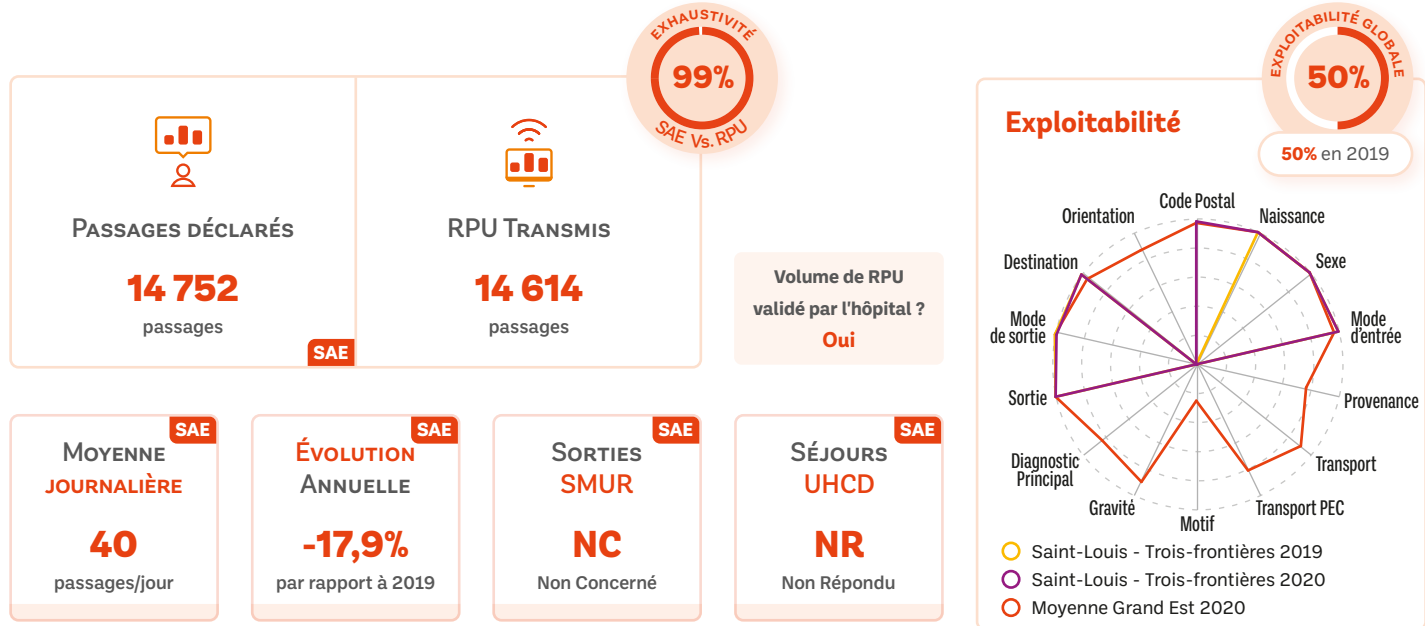 EXHAUSTIVITÉ
99%
SAE Vs. RPU
PASSAGES DÉCLARÉS
14 752
passages
SAE
RPU TRANSMIS
14 614
passages
Volume de RPU
validé par l'hôpital ?
Oui
SAE
MOYENNE
JOURNALIÈRE
40
passages/jour
SAE
ÉVOLUTION
ANNUELLE
-17,9%
par rapport à 2019
SAE
SORTIES
SMUR
NC
Non Concerné
SAE
SÉJOURS
UHCD
NR
Non Répondu
EXPLOITABILITÉ GLOBALE
50%
50% en 2019
Exploitabilité
Code Postal
Naissance
Sexe
Mode
d'entrée
Provenance
Transport
Transport PEC
Motif
Gravité
Diagnostic
Principal
Sortie
Mode
de sortie
Destination
Orientation
Saint-Louis - Trois-frontières 2019
Saint-Louis - Trois-frontières 2020
Moyenne Grand Est 2020